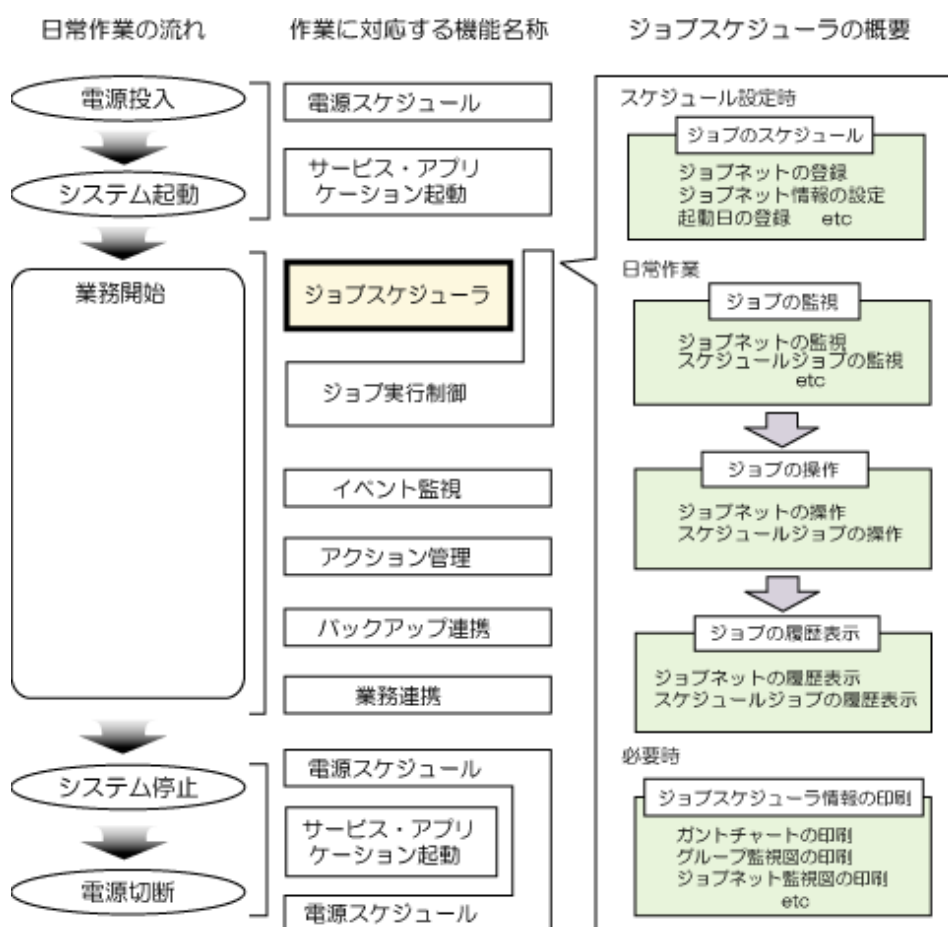 日常作業の流れ
作業に対応する機能名称
ジョブスケジューラの概要
電源投入
システム起動
業務開始
システム停止
電源切断
電源スケジュール
サービス・アプリ
ケーション起動
ジョブスケジューラ
ジョブ実行制御
イベント監視
アクション管理
バックアップ連携
業務連携
電源スケジュール
サービス・アプリ
ケーション起動
電源スケジュール
スケジュール設定時
ジョブのスケジュール
ジョブネットの登録
ジョブネット情報の設定
起動日の登録 etc
日常作業
ジョブの監視
ジョブネットの監視
スケジュールジョブの監視
etc
ジョブの操作
ジョブネットの操作
スケジュールジョブの操作
ジョブの履歴表示
ジョブネットの履歴表示
スケジュールジョブの履歴表示
必要時
ジョブスケジューラ情報の印刷
ガントチャートの印刷
グループ監視図の印刷
ジョブネット監視図の印刷
etc